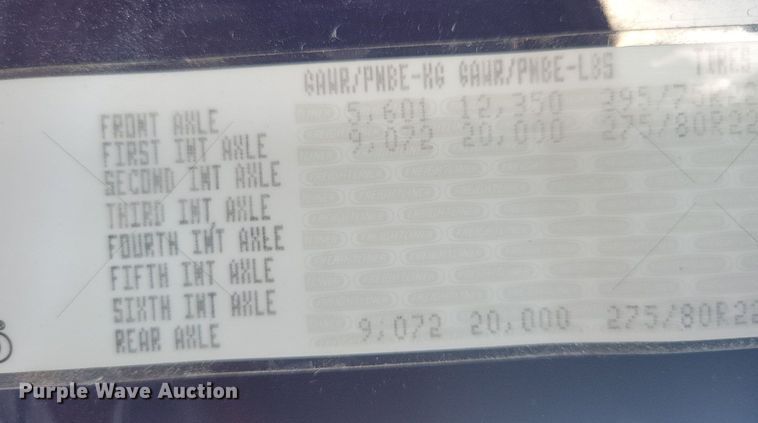 GAWR/PNBE-KG GAWR/PNBE-LBS TIRES
FRONT AXLE 5,601 12,350 295/75R22
FIRST INT AXLE 9,072 20,000 275/80R22
SECOND INT AXLE
THIRD INT AXLE
FOURTH INT AXLE
FIFTH INT AXLE
SIXTH INT AXLE
REAR AXLE 9,072 20,000 275/80R22
Purple Wave Auction